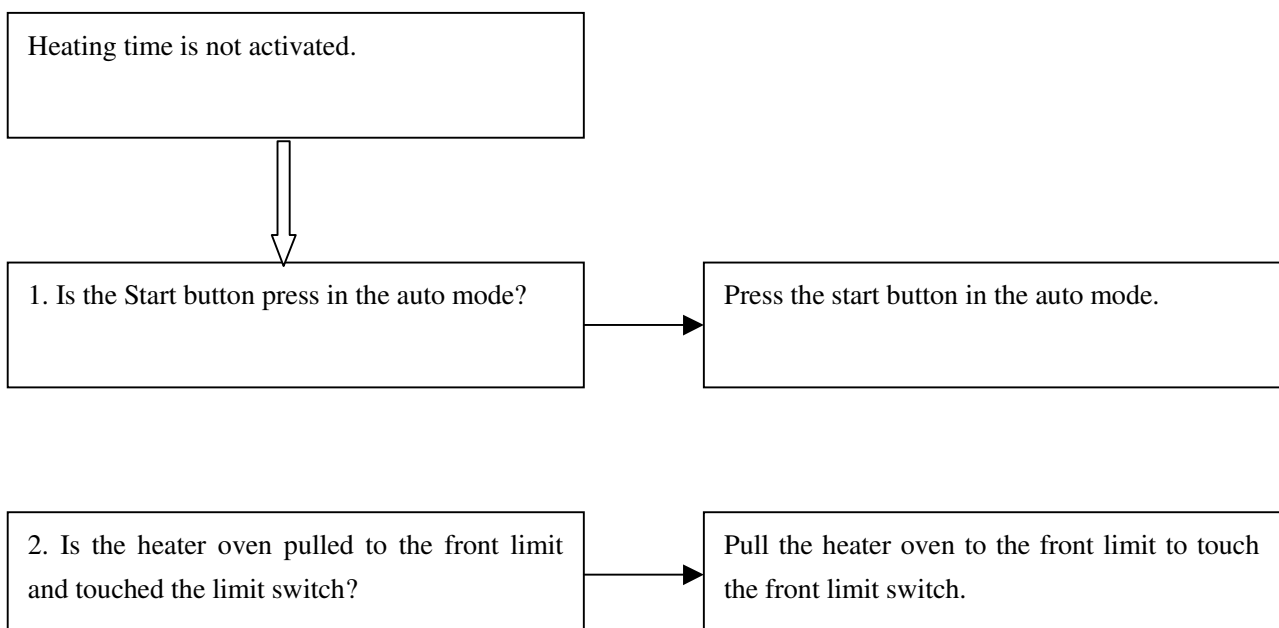 Heating time is not activated.
1. Is the Start button press in the auto mode?
Press the start button in the auto mode.
2. Is the heater oven pulled to the front limit
and touched the limit switch?
Pull the heater oven to the front limit to touch
the front limit switch.